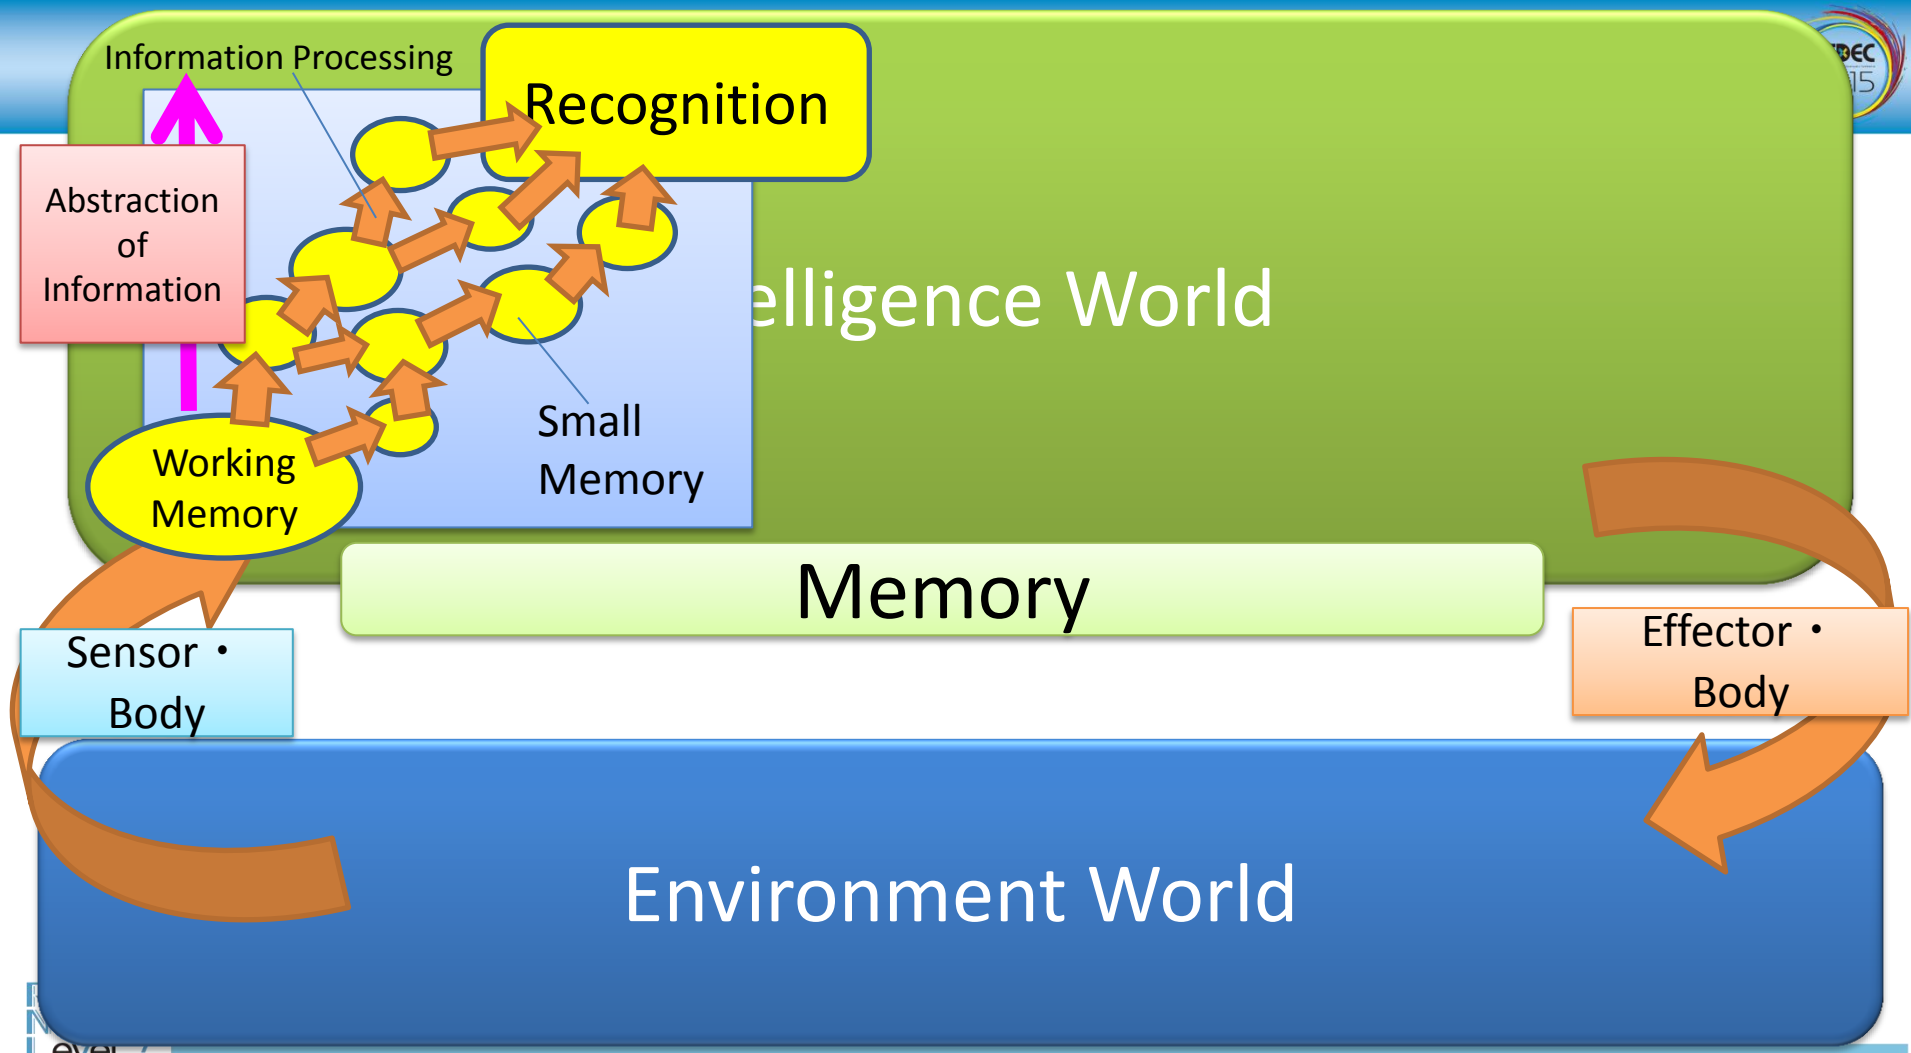 Information Processing
Recognition
Abstraction
of
Information
elligence World
Small
Memory
Working
Memory
Memory
Sensor・
Body
Effector・
Body
Environment World